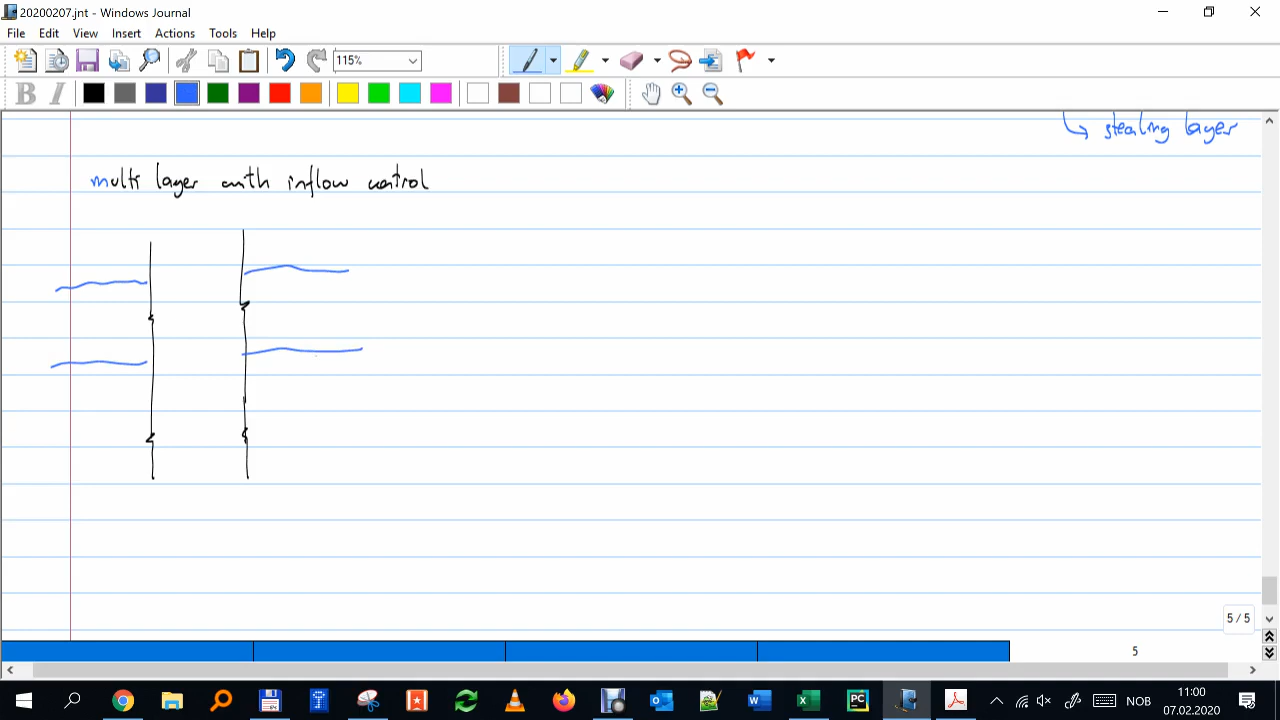 20200207.jnt - Windows Journal
File Edit View Insert Actions Tools Help
115%
B I
stealing layer
multi layer with inflow control
5 / 5
5
NOB
11:00
07.02.2020